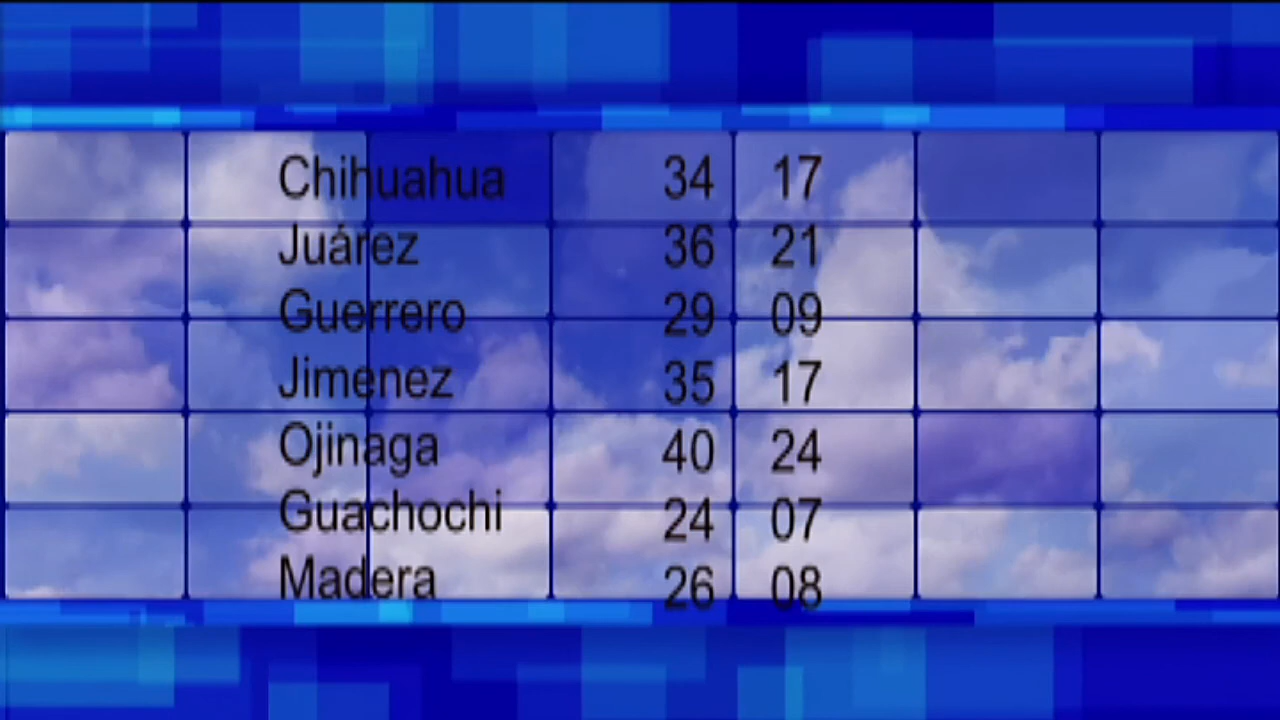 Chihuahua 34 17
Juárez 36 21
Guerrero 29 09
Jimenez 35 17
Ojinaga 40 24
Guachochi 24 07
Madera 26 08